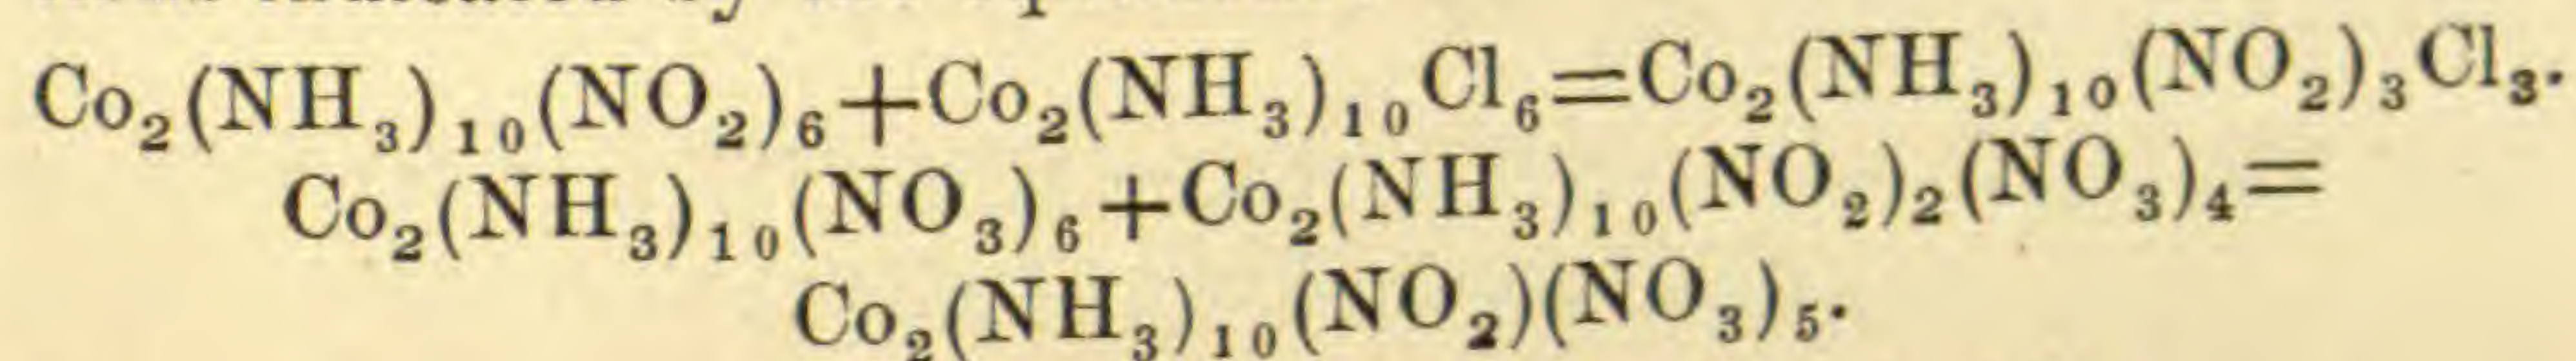 Co₂(NH₃)₁₀(NO₂)₆+Co₂(NH₃)₁₀Cl₆=Co₂(NH₃)₁₀(NO₂)₃Cl₃.
Co₂(NH₃)₁₀(NO₃)₆+Co₂(NH₃)₁₀(NO₂)₂(NO₃)₄=
Co₂(NH₃)₁₀(NO₂)(NO₃)₅.